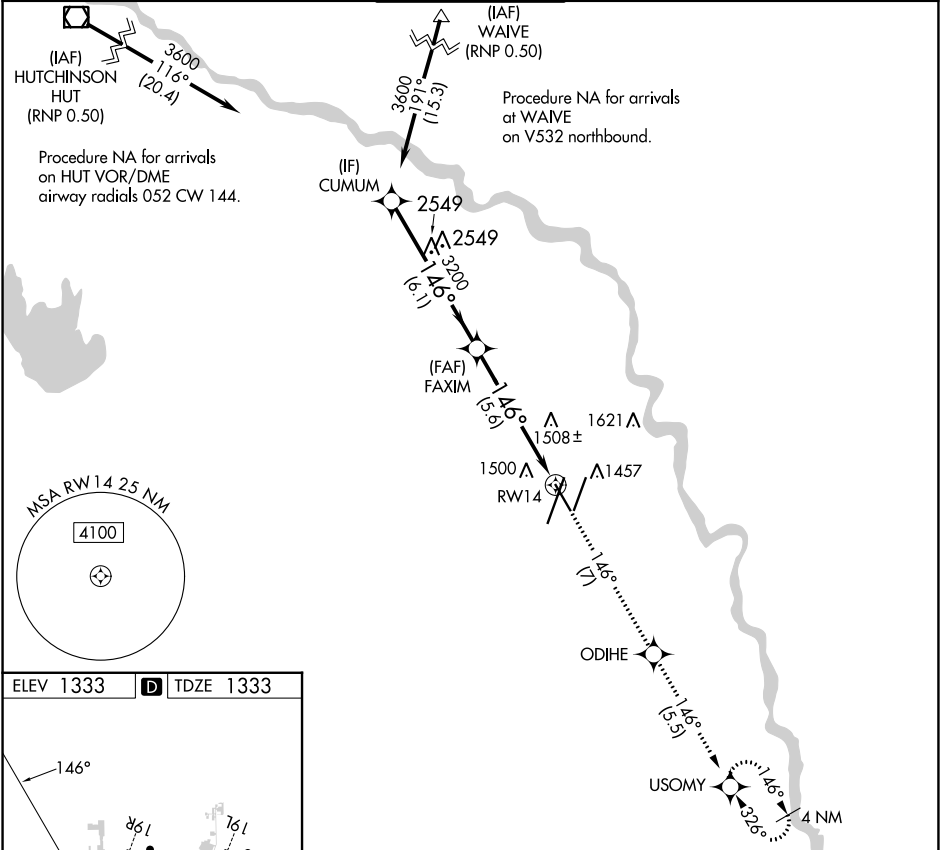 (IAF)
HUTCHINSON
HUT
(RNP 0.50)
3600
116°
(20.4)
(IAF)
WAIVE
(RNP 0.50)
3600
191°
(15.3)
Procedure NA for arrivals
at WAIVE
on V532 northbound.
Procedure NA for arrivals
on HUT VOR/DME
airway radials 052 CW 144.
(IF)
CUMUM
2549
2549
3200
146°
(6.1)
(FAF)
FAXIM
146°
(5.6)
1508±
1621
1500
1457
RW14
MSA RW14 25 NM
4100
146°
(7)
ODIHE
146°
(5.5)
USOMY
146°
326°
4 NM
ELEV 1333 D TDZE 1333
146°
19R
19L